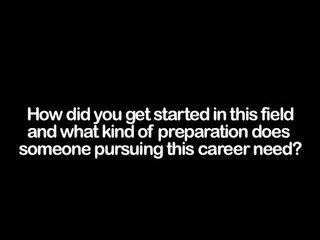 How did you get started in this field
and what kind of preparation does
someone pursuing this career need?